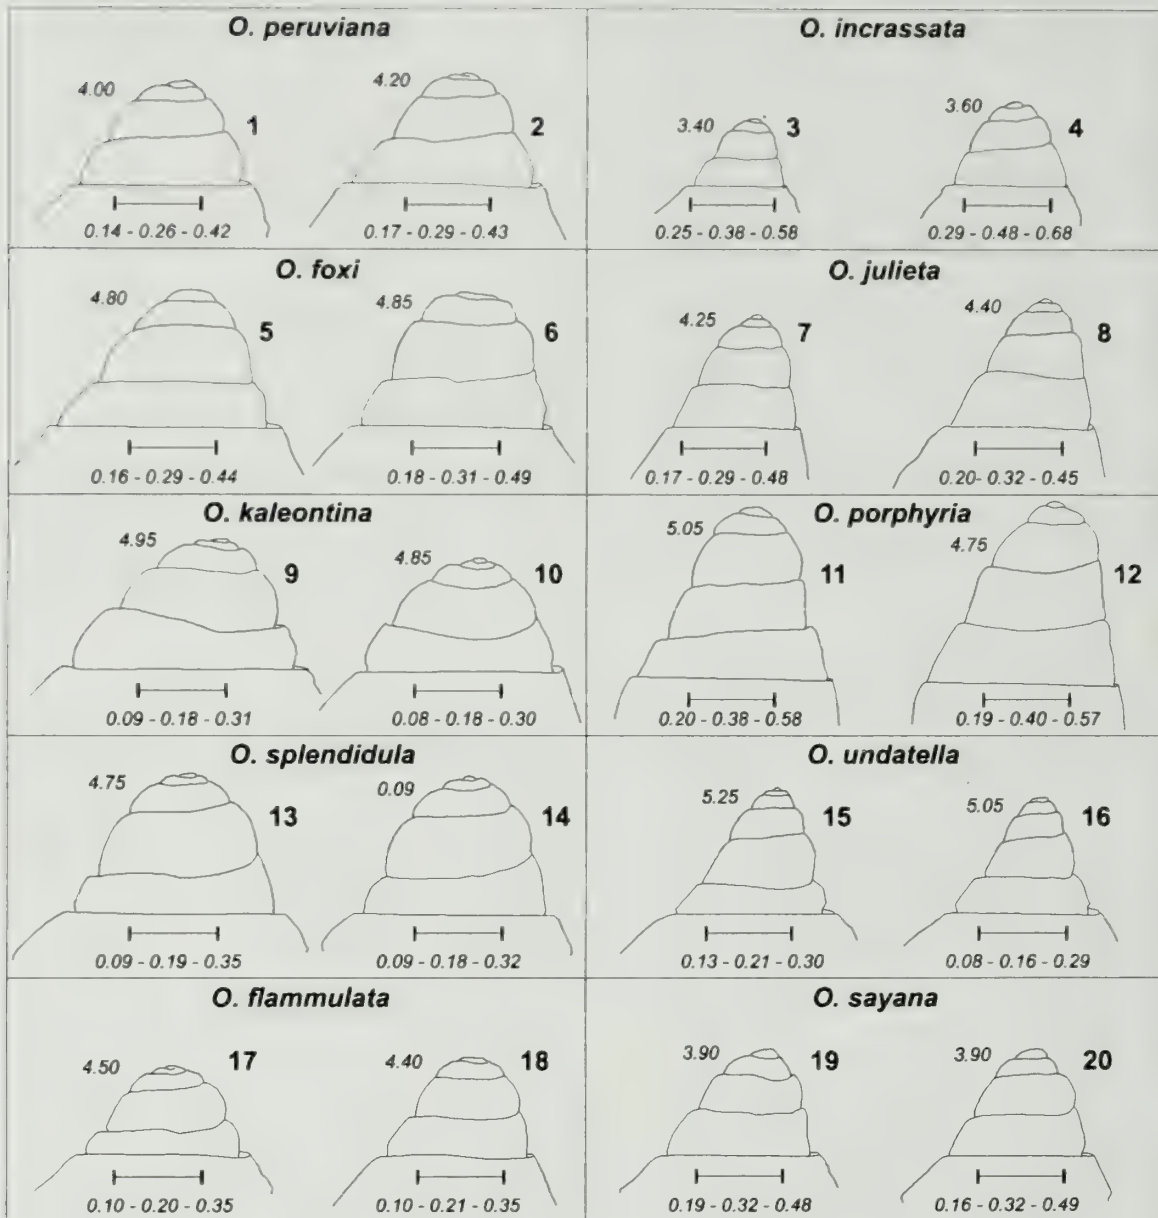 O. peruviana
4.00
1
4.20
2
0.14 - 0.26 - 0.42
0.17 - 0.29 - 0.43
O. incrassata
3.40
3
3.60
4
0.25 - 0.38 - 0.58
0.29 - 0.48 - 0.68
O. foxi
4.80
5
4.85
6
0.16 - 0.29 - 0.44
0.18 - 0.31 - 0.49
O. julieta
4.25
7
4.40
8
0.17 - 0.29 - 0.48
0.20- 0.32 - 0.45
O. kaleontina
4.95
9
4.85
10
0.09 - 0.18 - 0.31
0.08 - 0.18 - 0.30
O. porphyria
5.05
11
4.75
12
0.20 - 0.38 - 0.58
0.19 - 0.40 - 0.57
O. splendidula
4.75
13
0.09
14
0.09 - 0.19 - 0.35
0.09 - 0.18 - 0.32
O. undatella
5.25
15
5.05
16
0.13 - 0.21 - 0.30
0.08 - 0.16 - 0.29
O. flammulata
4.50
17
4.40
18
0.10 - 0.20 - 0.35
0.10 - 0.21 - 0.35
O. sayana
3.90
19
3.90
20
0.19 - 0.32 - 0.48
0.16 - 0.32 - 0.49